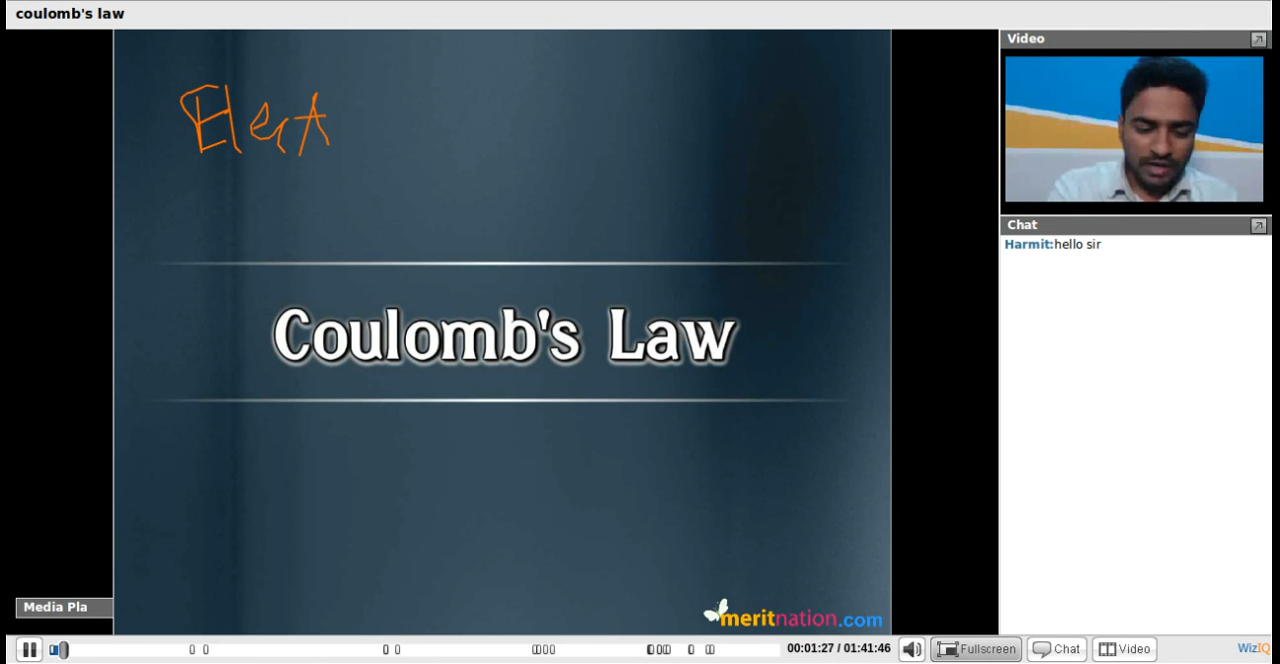 coulomb's law
Elect
Coulomb's Law
meritnation.com
Media Pla
Video
Chat
Harmit:hello sir
00:01:27 / 01:41:46
Fullscreen
Chat
Video
WizIQ